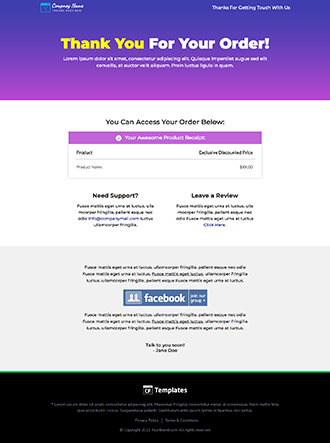 Company Name
Thanks For Getting Touch With Us
Thank You For Your Order!
Lorem ipsum dolor sit amet, consectetur adipiscing elit. Quisque imperdiet augue sed elit
convallis, at auctor velit aliquam. Proin luctus ligula in quam.
You Can Access Your Order Below:
Your Awesome Product Receipt:
Product
Exclusive Discounted Price
Product Name
$XX.00
Need Support?
Leave a Review
Fusce mattis eget urna at luctus, ulla
mcorper fringilla, pellent esque nec
odio info@companymail.com luctus
ullamcorper fringilla.
Fusce mattis eget urna at luctus, ulla
mcorper fringilla, pellent esque nec
odio. Fusce mattis eget urna at luctus
Click Here.
Fusce mattis eget urna at luctus, ullamcorper fringilla, pellent esque nec odio
Fusce mattis eget urna at luctus, ullamcorper fringilla, pellent esque nec odio
luctus, ullamcorper fringilla, pellent esque Fusce mattis eget urna at luctus.
facebook
join our
group
Fusce mattis eget urna at luctus, ullamcorper fringilla, pellent esque nec odio
Fusce mattis eget urna at luctus, ullamcorper fringilla, pellent esque nec odio
luctus, ullamcorper fringilla, pellent esque Fusce mattis eget urna at luctus.
Talk to you soon!
- Jane Doe
CF Templates
Privacy Policy | Terms & Conditions